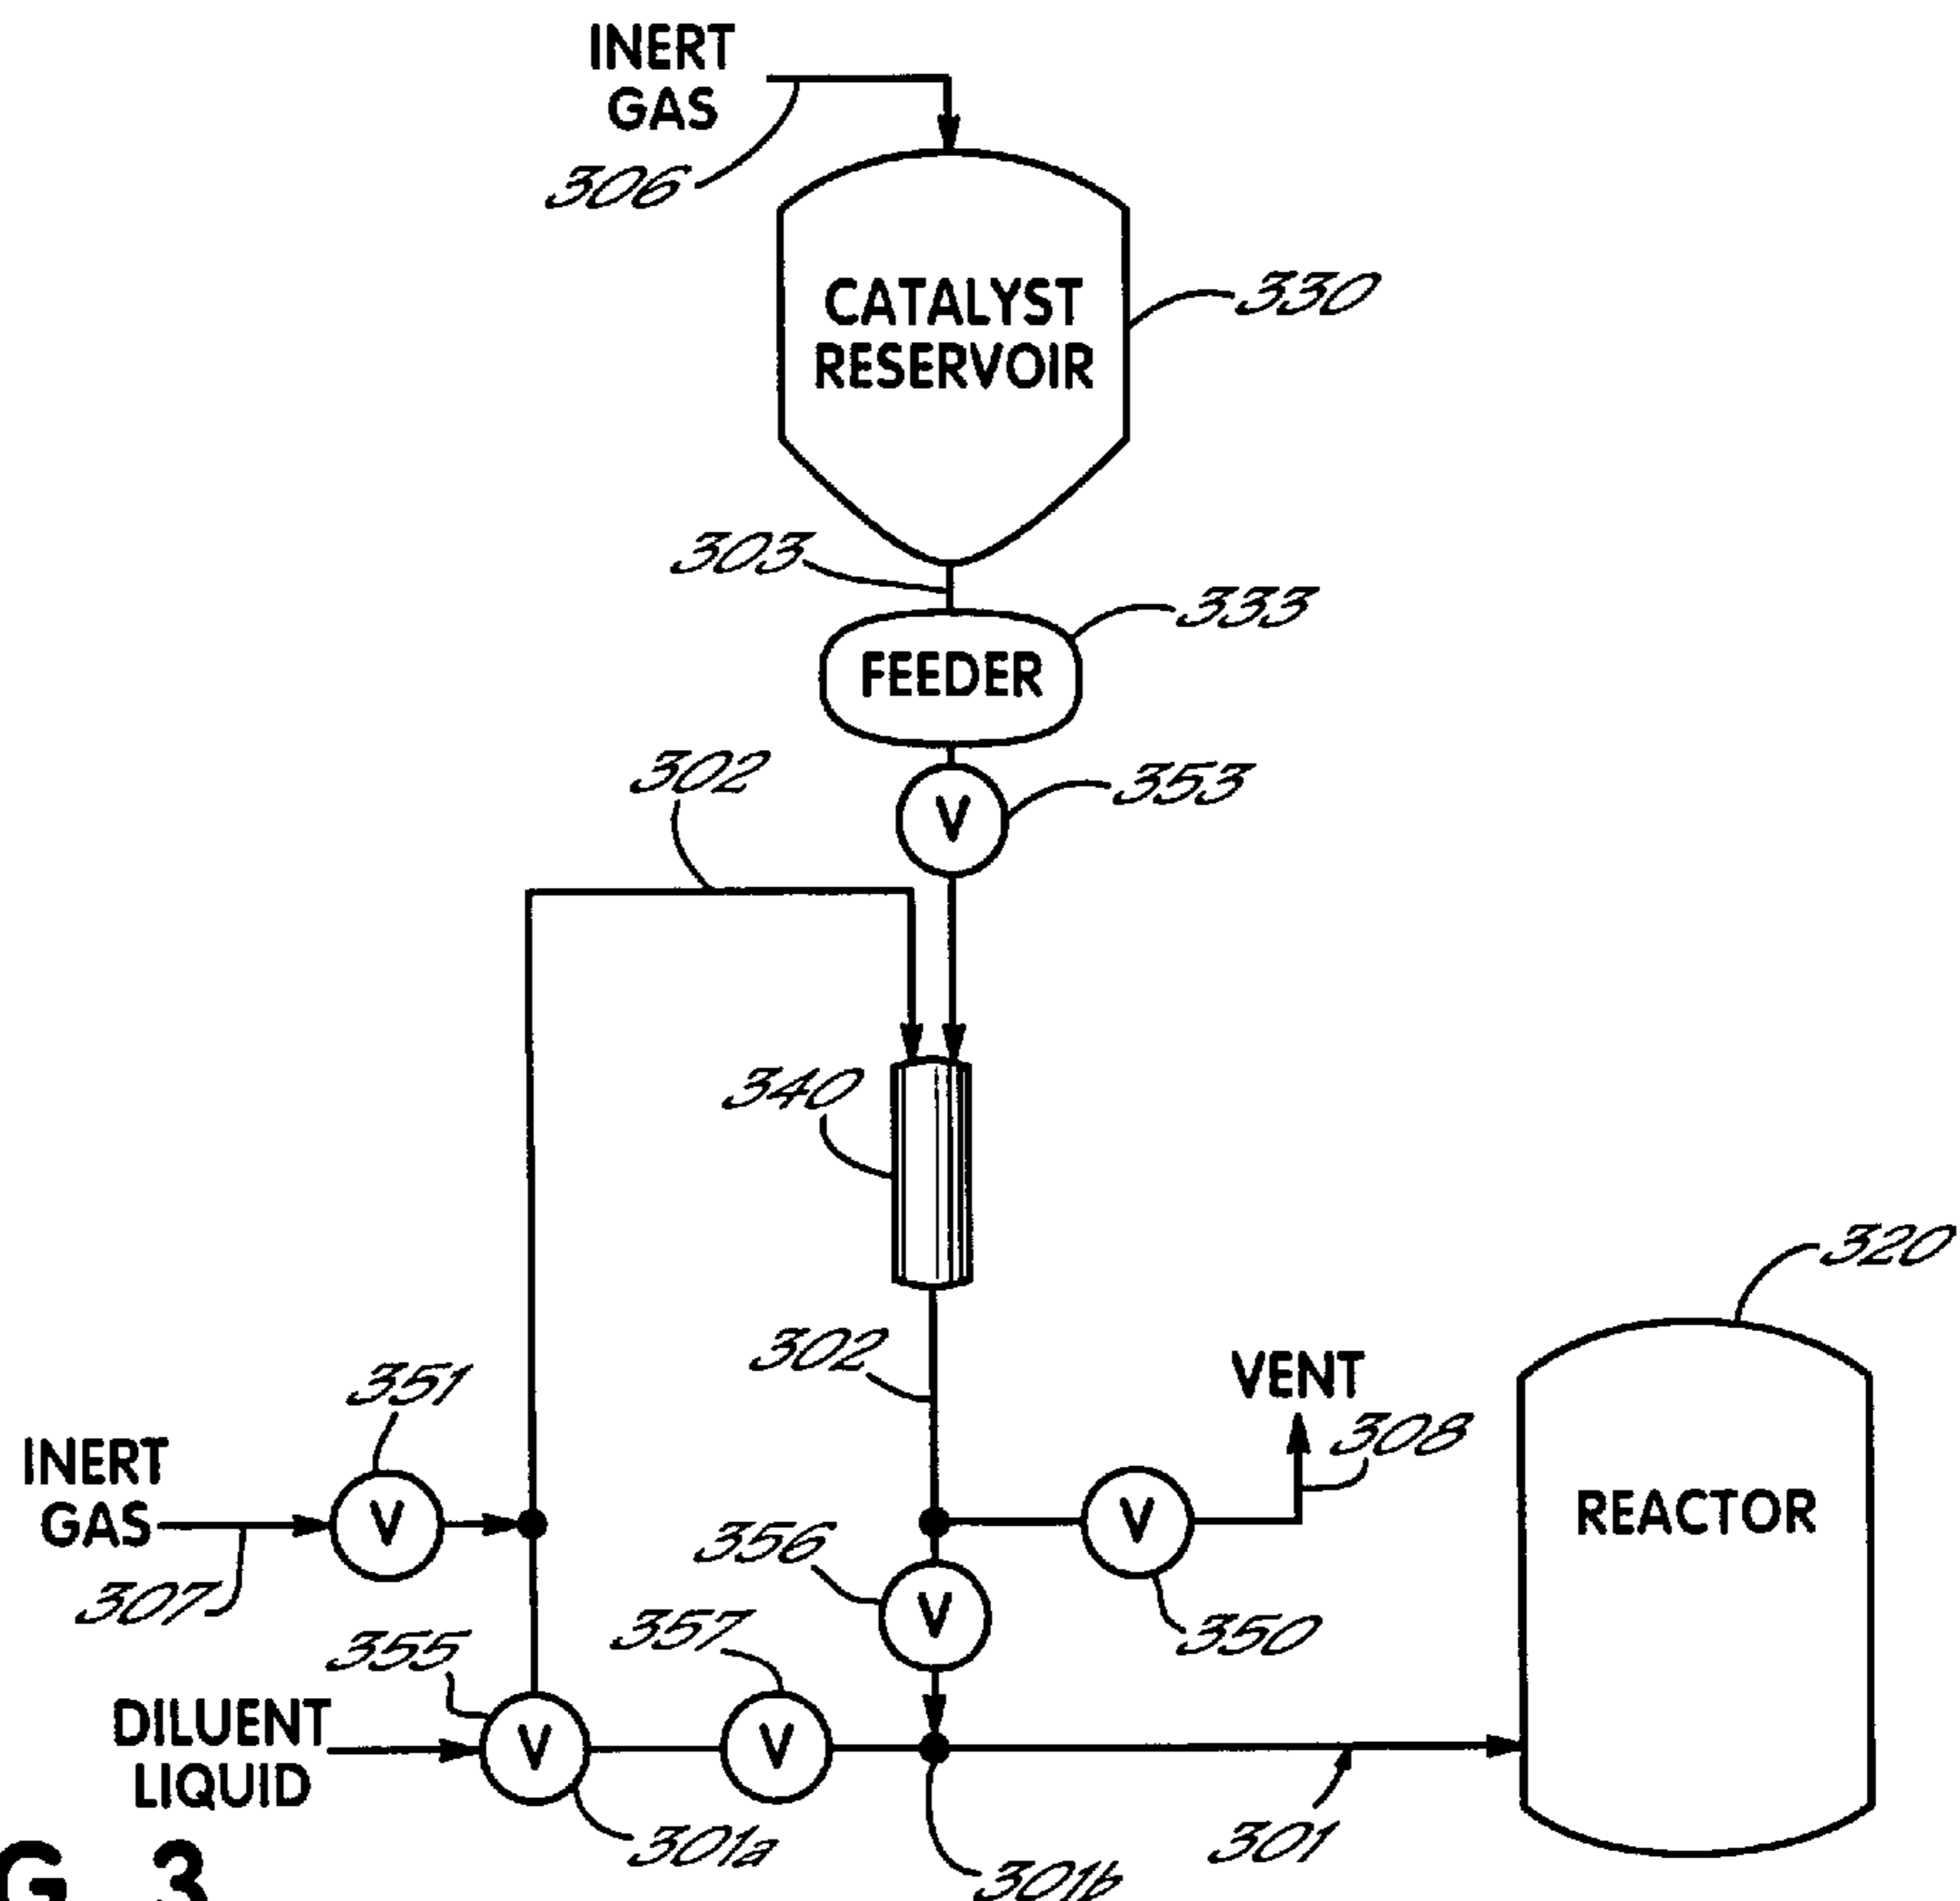 INERT
GAS
306
CATALYST
RESERVOIR
330
303
333
FEEDER
302
353
V
340
320
302
351
VENT
308
INERT
GAS
V
V
REACTOR
307
356
V
350
355
357
DILUENT
LIQUID
V
V
301a
301
301b
G. 3